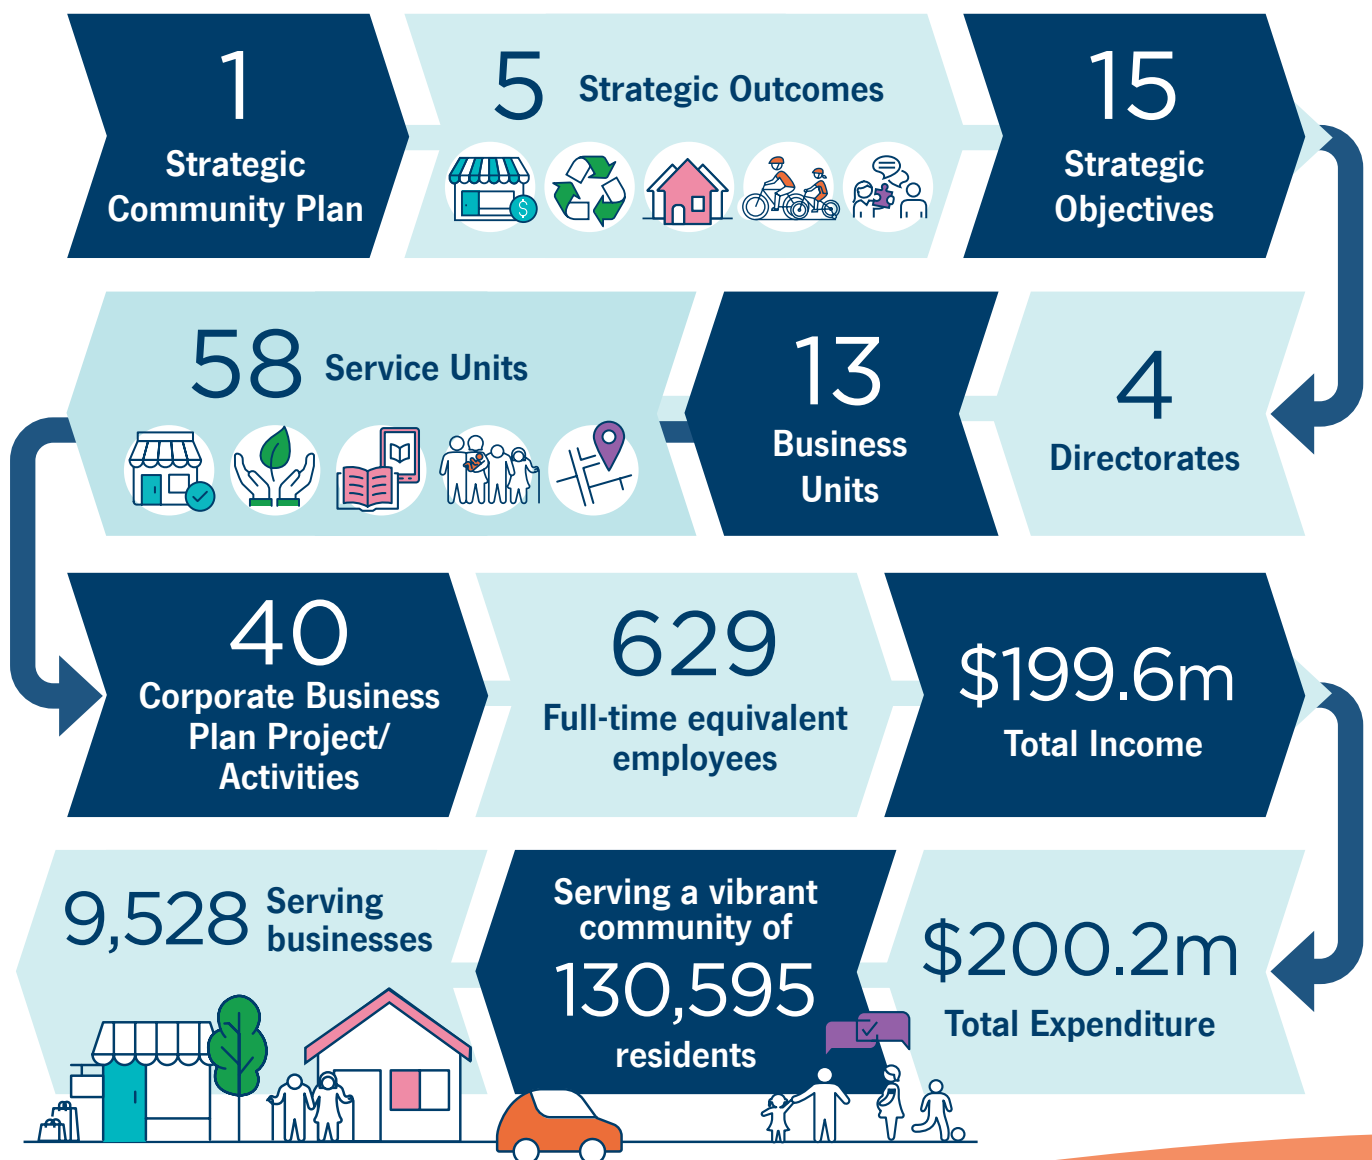 1
Strategic
Community Plan
5 Strategic Outcomes
$
15
Strategic
Objectives
4
Directorates
13
Business
Units
58 Service Units
40
Corporate Business
Plan Project/
Activities
629
Full-time equivalent
employees
$199.6m
Total Income
$200.2m
Total Expenditure
Serving a vibrant
community of
130,595
residents
9,528 Serving
businesses